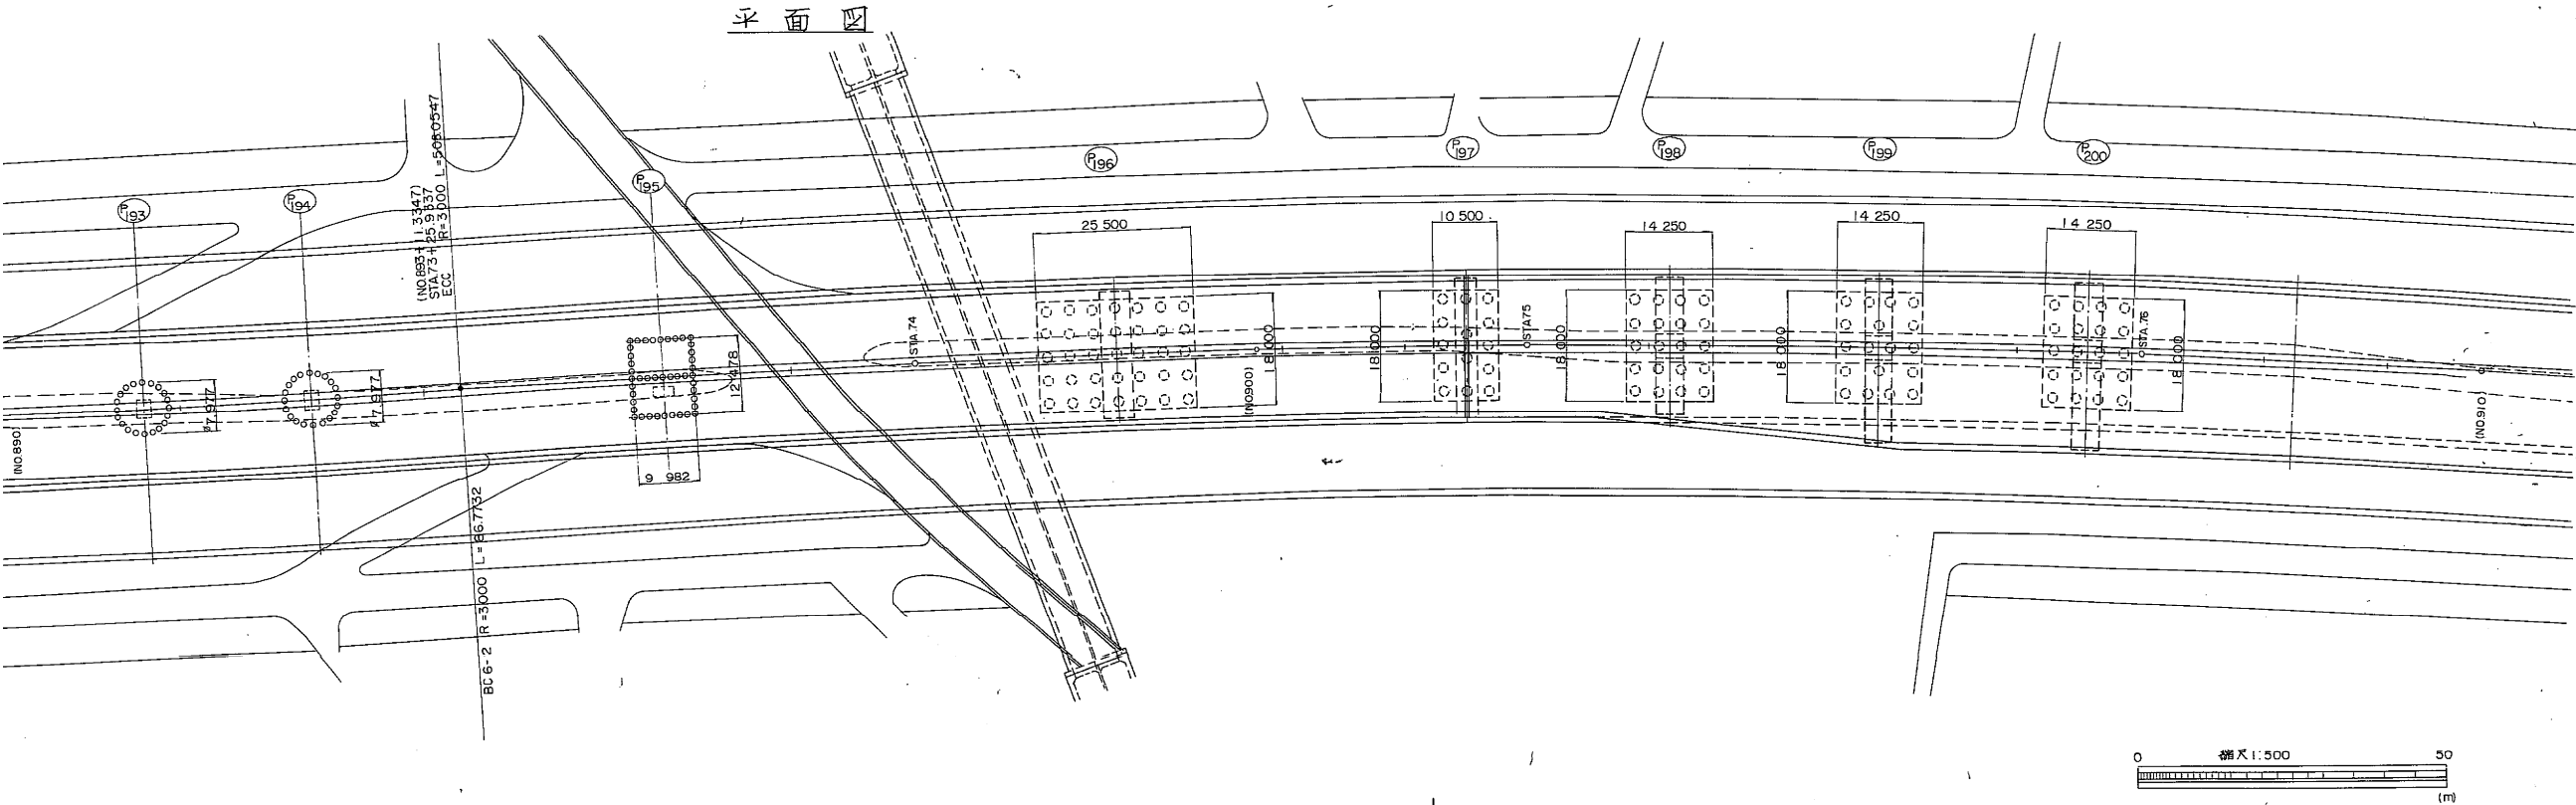 平面図
P193
P194
(NO.893+11.3347)
STA.73+25.9337
ECC R=3000 L=508.0547
P195
P196
P197
P198
P199
P200
25 500
10 500
14 250
14 250
14 250
STA.74
STA.75
STA.76
ø7,977
ø7,977
12 478
9 982
18 000
18 000
18 000
18 000
18 000
(NO.890)
(NO.900)
(NO.910)
BC6-2 R=3000 L=86.7732
0 縮尺 1:500 50
(m)